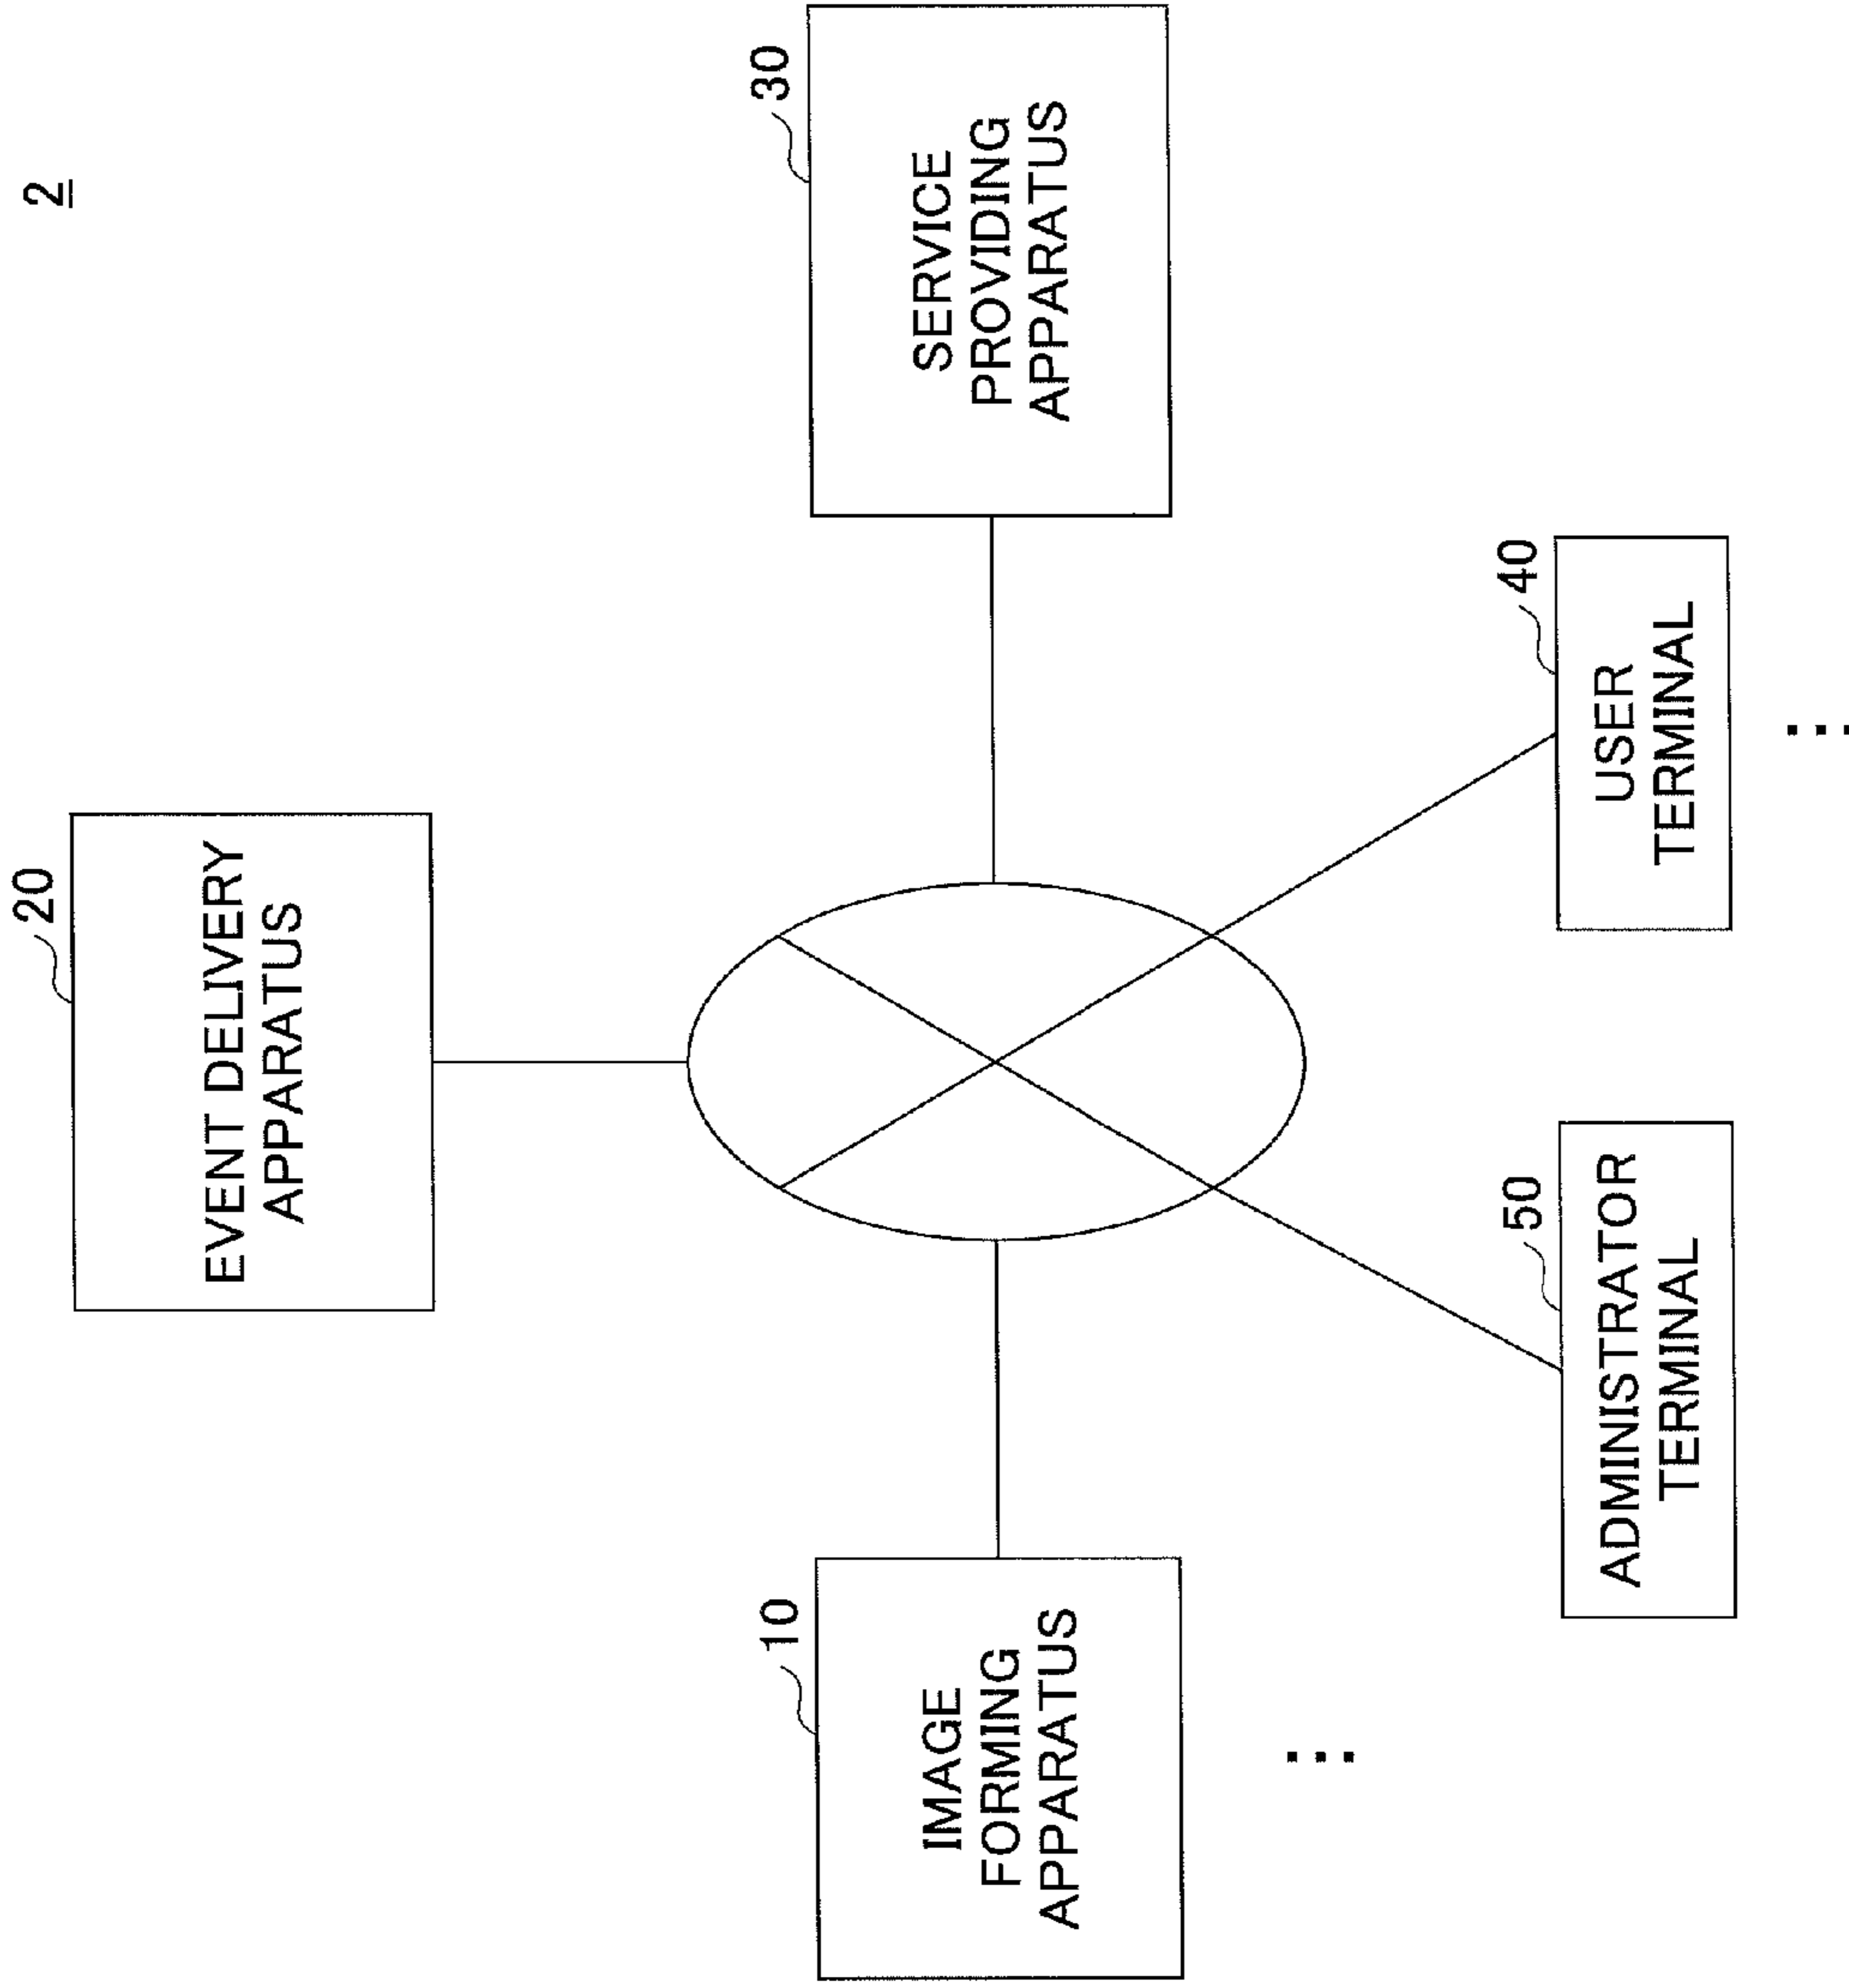 2
20
EVENT DELIVERY
APPARATUS
10
IMAGE
FORMING
APPARATUS
30
SERVICE
PROVIDING
APPARATUS
50
ADMINISTRATOR
TERMINAL
40
USER
TERMINAL